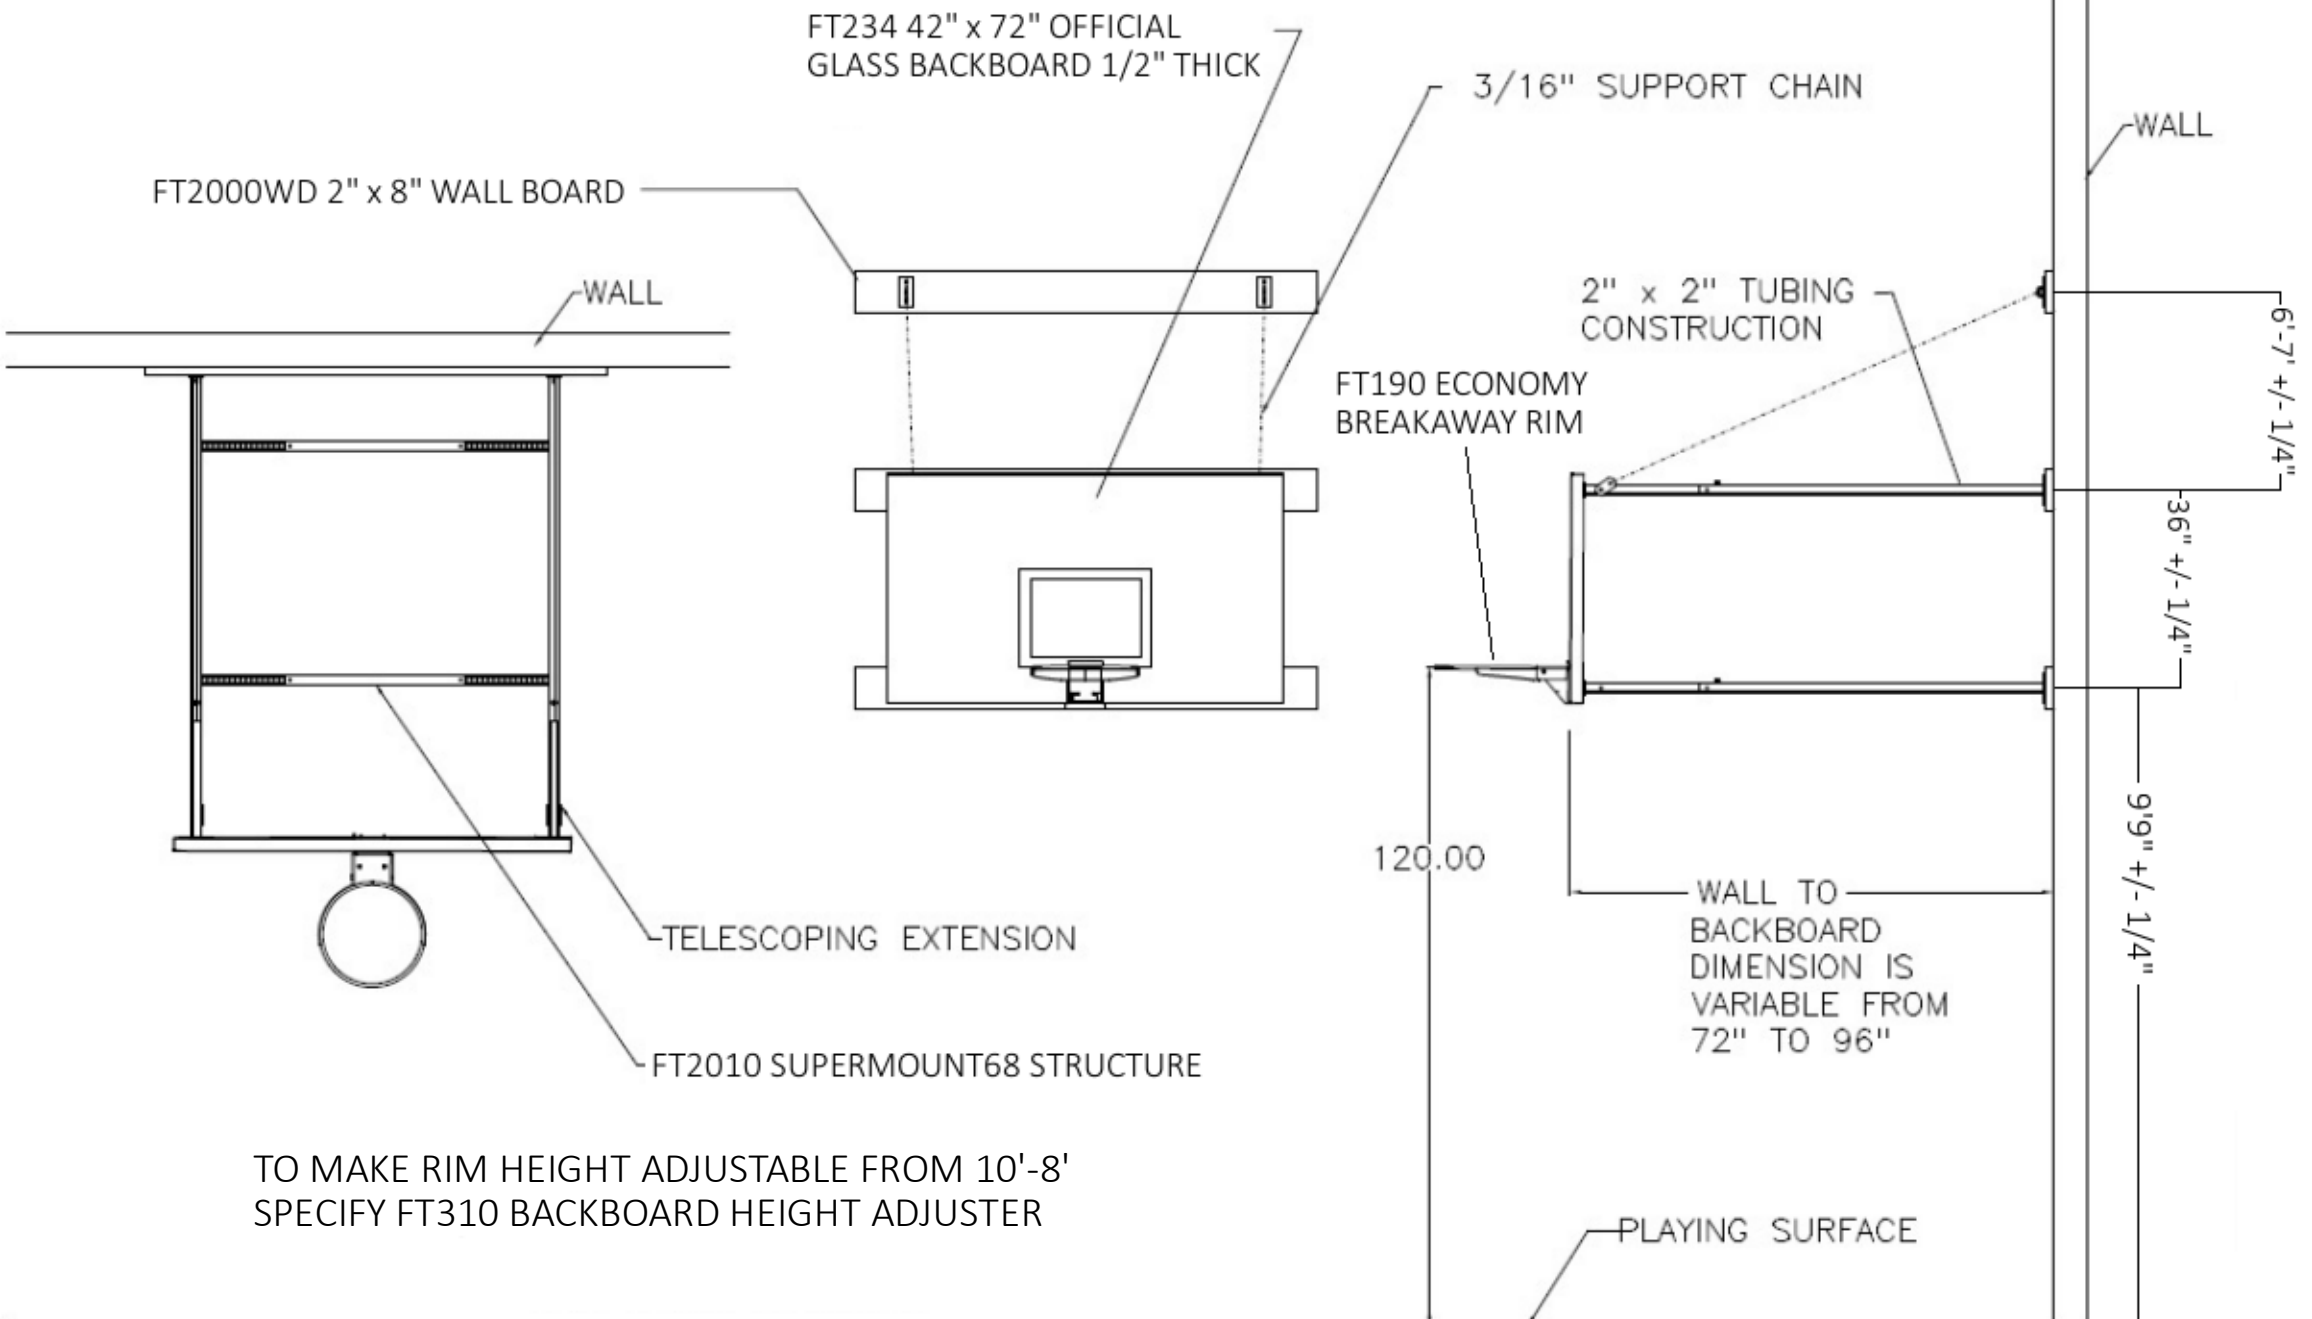 FT234 42" x 72" OFFICIAL
GLASS BACKBOARD 1/2" THICK
3/16" SUPPORT CHAIN
WALL
FT2000WD 2" x 8" WALL BOARD
WALL
2" x 2" TUBING
CONSTRUCTION
6'-7' +/- 1/4"
FT190 ECONOMY
BREAKAWAY RIM
36" +/- 1/4"
120.00
9'9" +/- 1/4"
WALL TO
BACKBOARD
DIMENSION IS
VARIABLE FROM
72" TO 96"
TELESCOPING EXTENSION
FT2010 SUPERMOUNT68 STRUCTURE
TO MAKE RIM HEIGHT ADJUSTABLE FROM 10'-8'
SPECIFY FT310 BACKBOARD HEIGHT ADJUSTER
PLAYING SURFACE